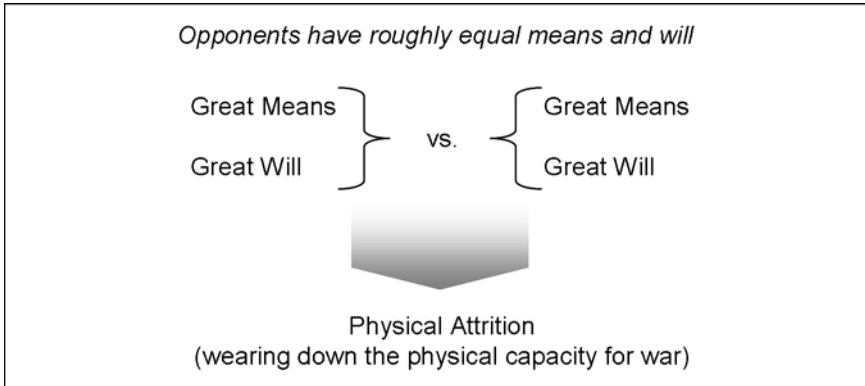 Opponents have roughly equal means and will
Great Means
Great Will
vs.
Great Means
Great Will
Physical Attrition
(wearing down the physical capacity for war)